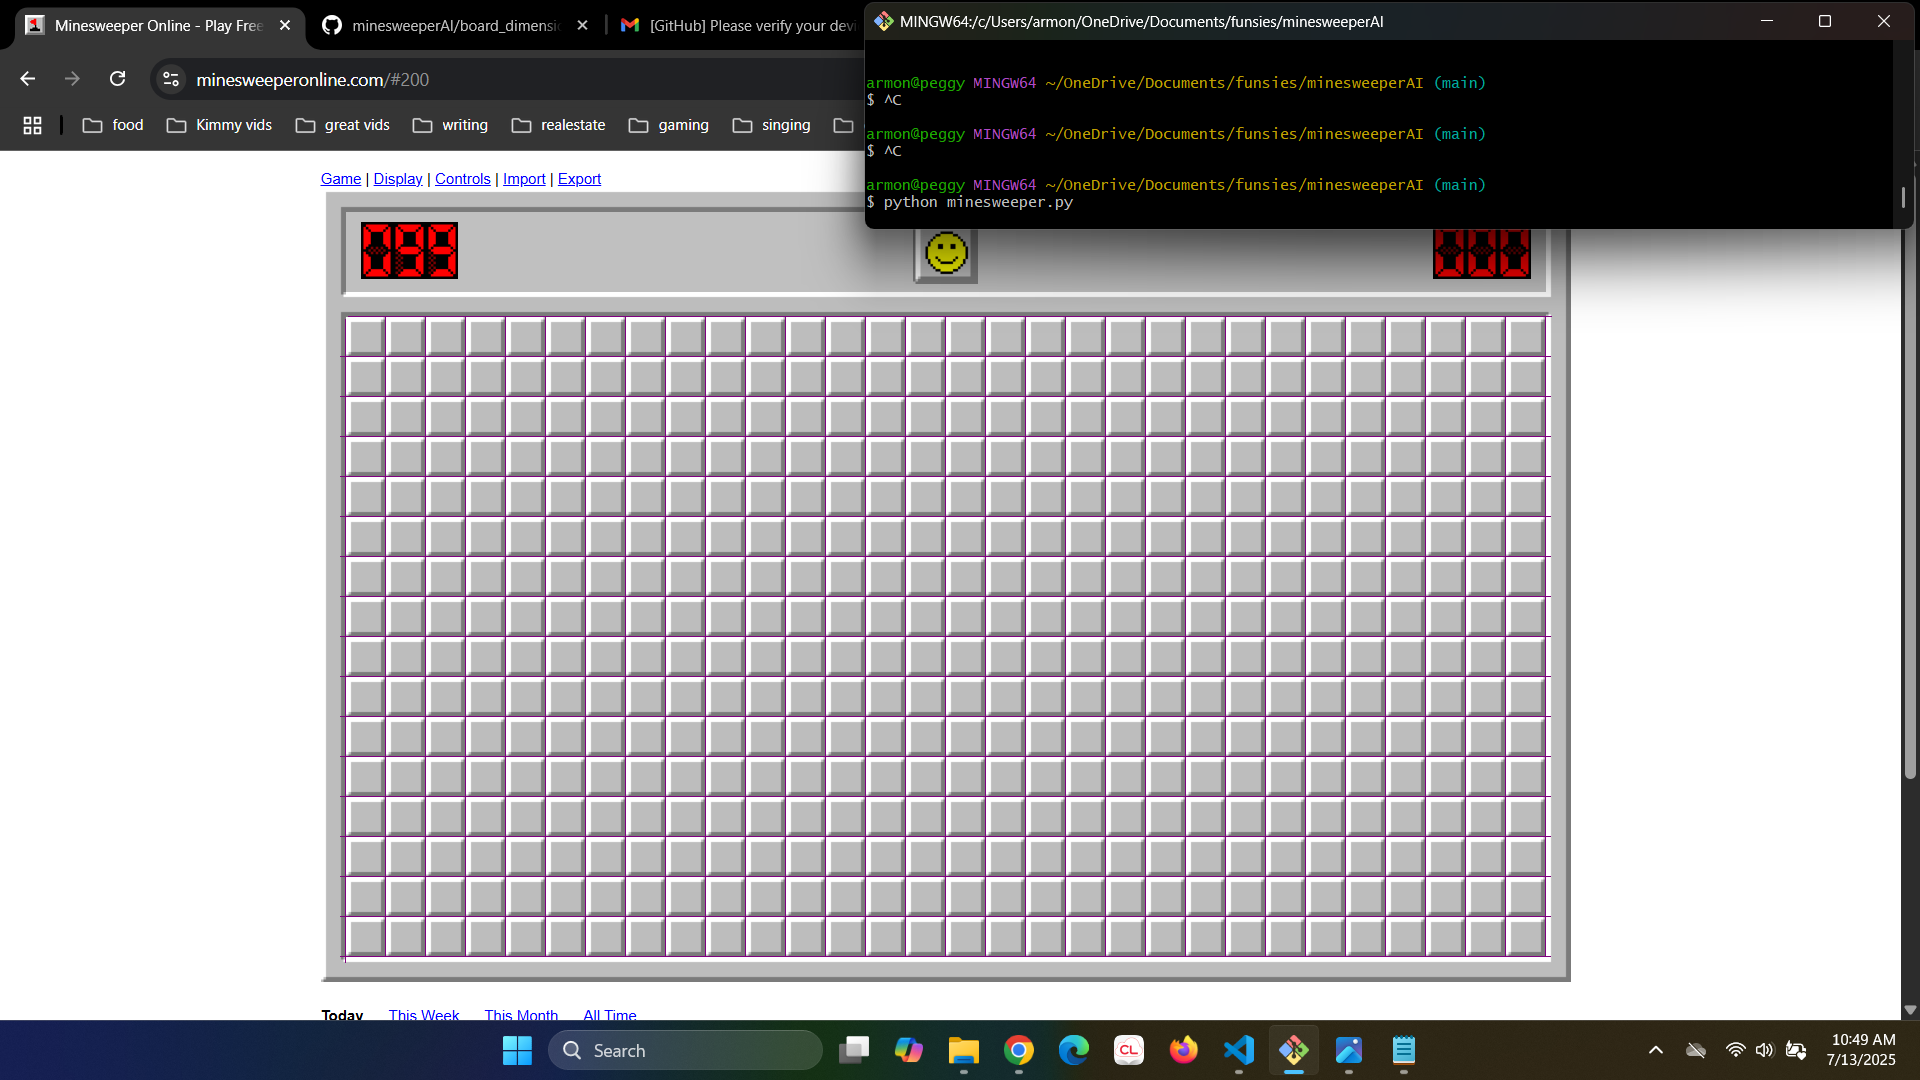 Minesweeper Online - Play Free
minesweeperAI/board_dimensi
[GitHub] Please verify your devi
MINGW64:/c/Users/armon/OneDrive/Documents/funsies/minesweeperAI
minesweeperonline.com/#200
food
Kimmy vids
great vids
writing
realestate
gaming
singing
armon@peggy MINGW64 ~/OneDrive/Documents/funsies/minesweeperAI (main)
$ ^C
armon@peggy MINGW64 ~/OneDrive/Documents/funsies/minesweeperAI (main)
$ ^C
armon@peggy MINGW64 ~/OneDrive/Documents/funsies/minesweeperAI (main)
$ python minesweeper.py
Game | Display | Controls | Import | Export
Today This Week This Month All Time
Search
CL
10:49 AM
7/13/2025